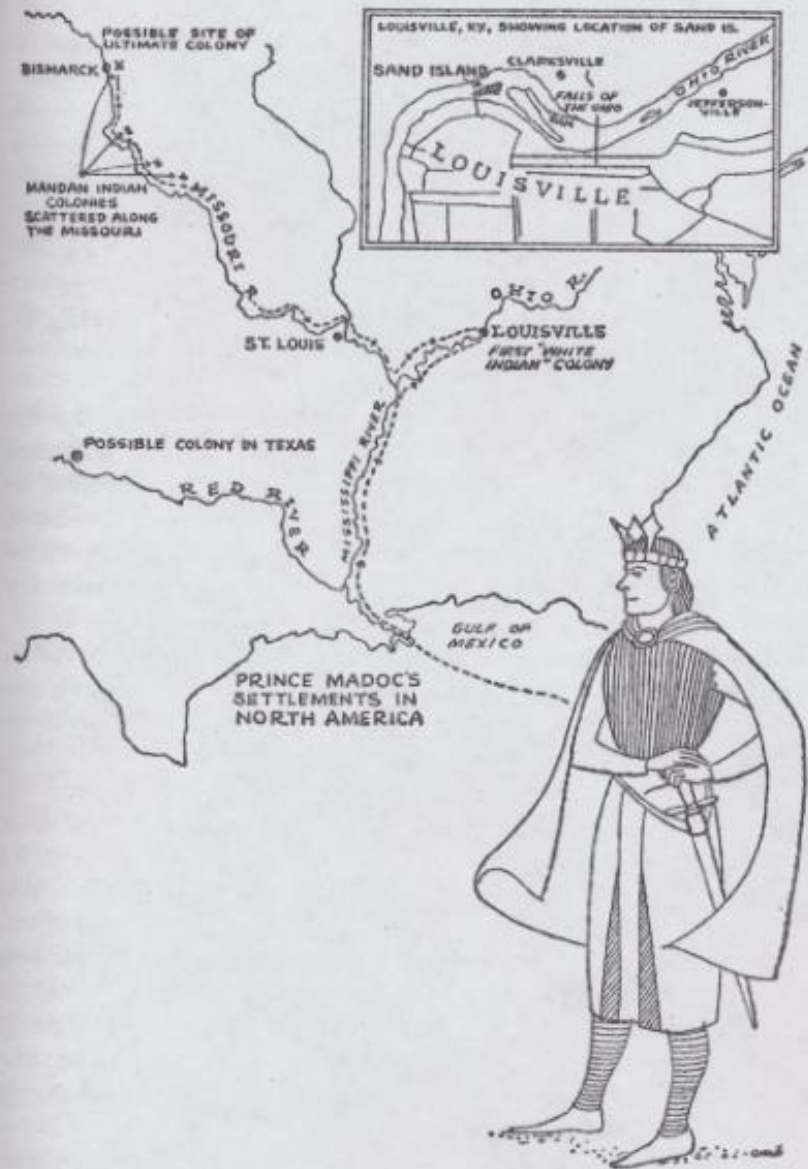 POSSIBLE SITE OF
ULTIMATE COLONY
BISMARCK
MANDAN INDIAN
COLONIES
SCATTERED ALONG
THE MISSOURI
MISSOURI R.
LOUISVILLE, KY, SHOWING LOCATION OF SAND IS.
SAND ISLAND
CLARKSVILLE
FALLS OF
THE OHIO
DAM
OHIO RIVER
JEFFERSON-
VILLE
LOUISVILLE
ST. LOUIS
OHIO R.
LOUISVILLE
FIRST "WHITE
INDIAN" COLONY
MISSISSIPPI RIVER
POSSIBLE COLONY IN TEXAS
RED RIVER
ATLANTIC OCEAN
GULF OF
MEXICO
PRINCE MADOC'S
SETTLEMENTS IN
NORTH AMERICA